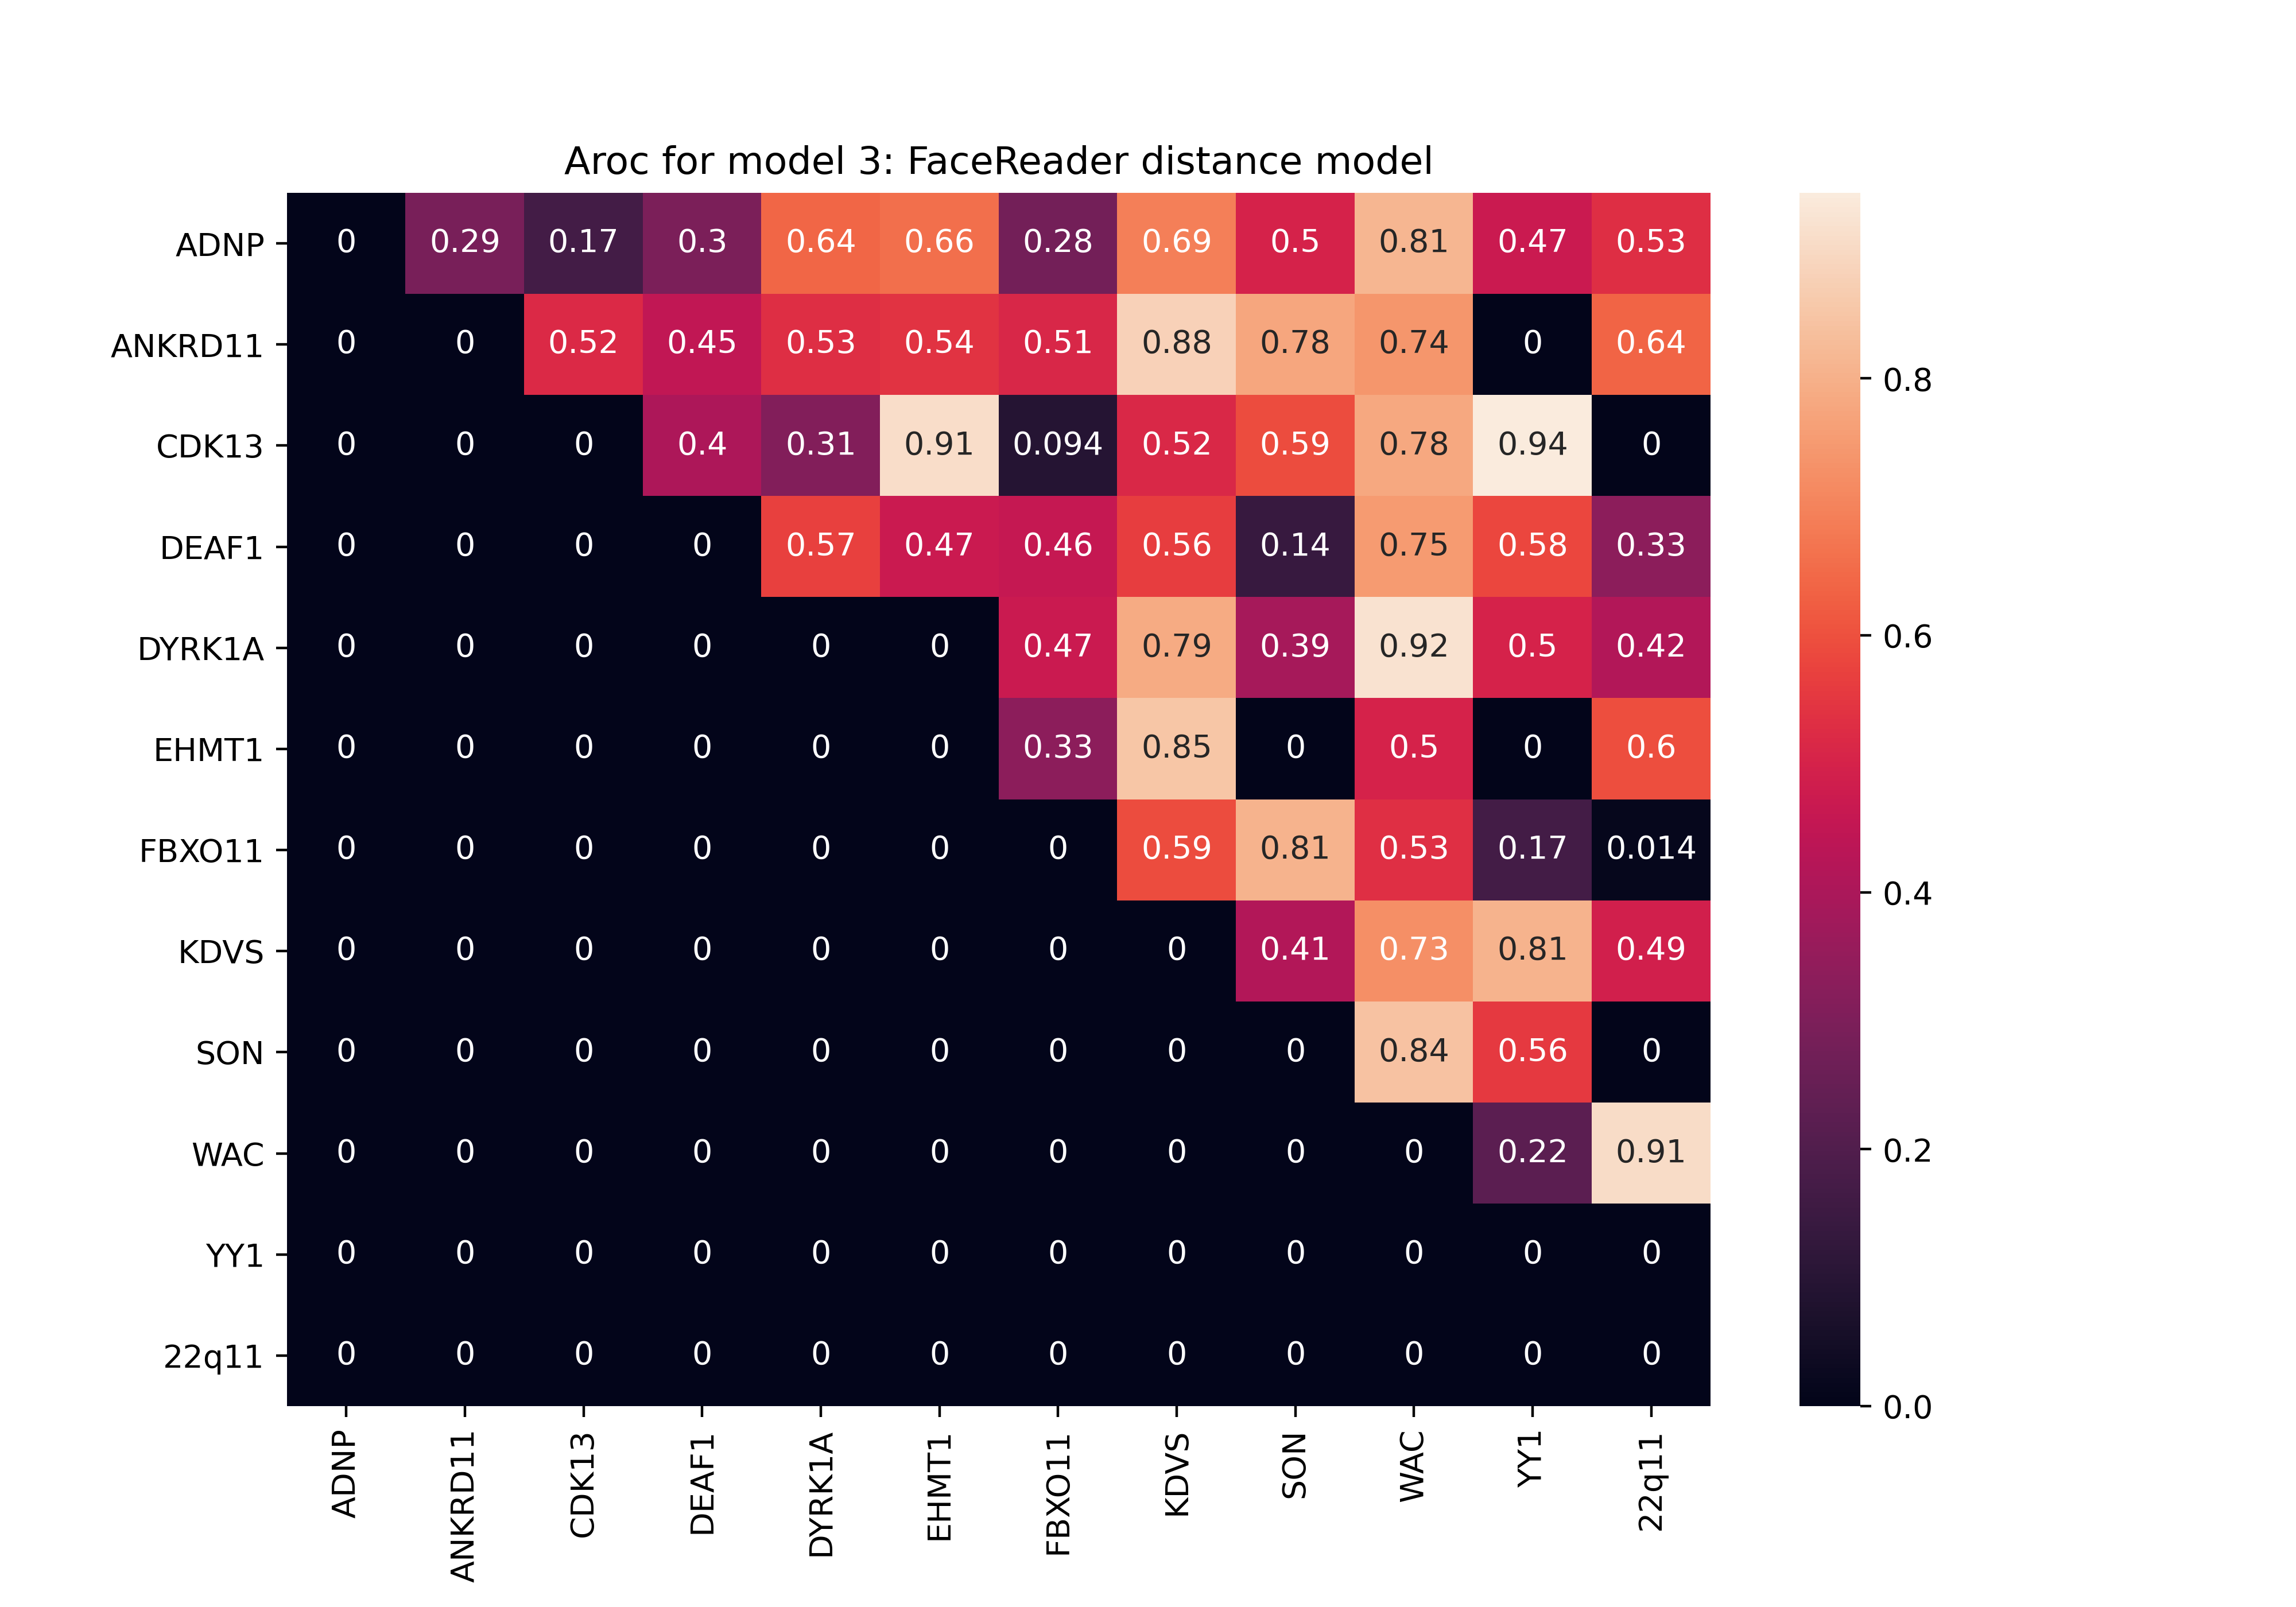 Aroc for model 3: FaceReader distance model
ADNP 0 0.29 0.17 0.3 0.64 0.66 0.28 0.69 0.5 0.81 0.47 0.53
ANKRD11 0 0 0.52 0.45 0.53 0.54 0.51 0.88 0.78 0.74 0 0.64
0.8
CDK13 0 0 0 0.4 0.31 0.91 0.094 0.52 0.59 0.78 0.94 0
DEAF1 0 0 0 0 0.57 0.47 0.46 0.56 0.14 0.75 0.58 0.33
DYRK1A 0 0 0 0 0 0 0.47 0.79 0.39 0.92 0.5 0.42
0.6
EHMT1 0 0 0 0 0 0 0.33 0.85 0 0.5 0 0.6
FBXO11 0 0 0 0 0 0 0 0.59 0.81 0.53 0.17 0.014
0.4
KDVS 0 0 0 0 0 0 0 0 0.41 0.73 0.81 0.49
SON 0 0 0 0 0 0 0 0 0 0.84 0.56 0
WAC 0 0 0 0 0 0 0 0 0 0 0.22 0.91
0.2
YY1 0 0 0 0 0 0 0 0 0 0 0 0
22q11 0 0 0 0 0 0 0 0 0 0 0 0
0.0
ADNP
ANKRD11
CDK13
DEAF1
DYRK1A
EHMT1
FBXO11
KDVS
SON
WAC
YY1
22q11